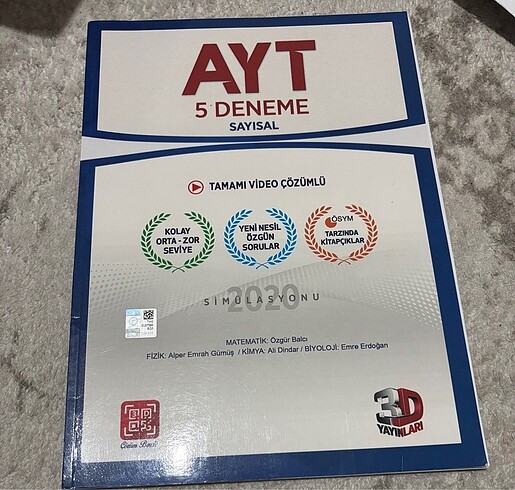 AYT
5 DENEME
SAYISAL
TAMAMI VİDEO ÇÖZÜMLÜ
KOLAY
ORTA - ZOR
SEVİYE
YENİ NESİL
ÖZGÜN
SORULAR
ÖSYM
TARZINDA
KİTAPÇIKLAR
2020
SİMÜLASYONU
MATEMATİK: Özgür Balcı
FİZİK: Alper Emrah Gümüş / KİMYA: Ali Dindar / BİYOLOJİ: Emre Erdoğan
3D
YAYINLARI